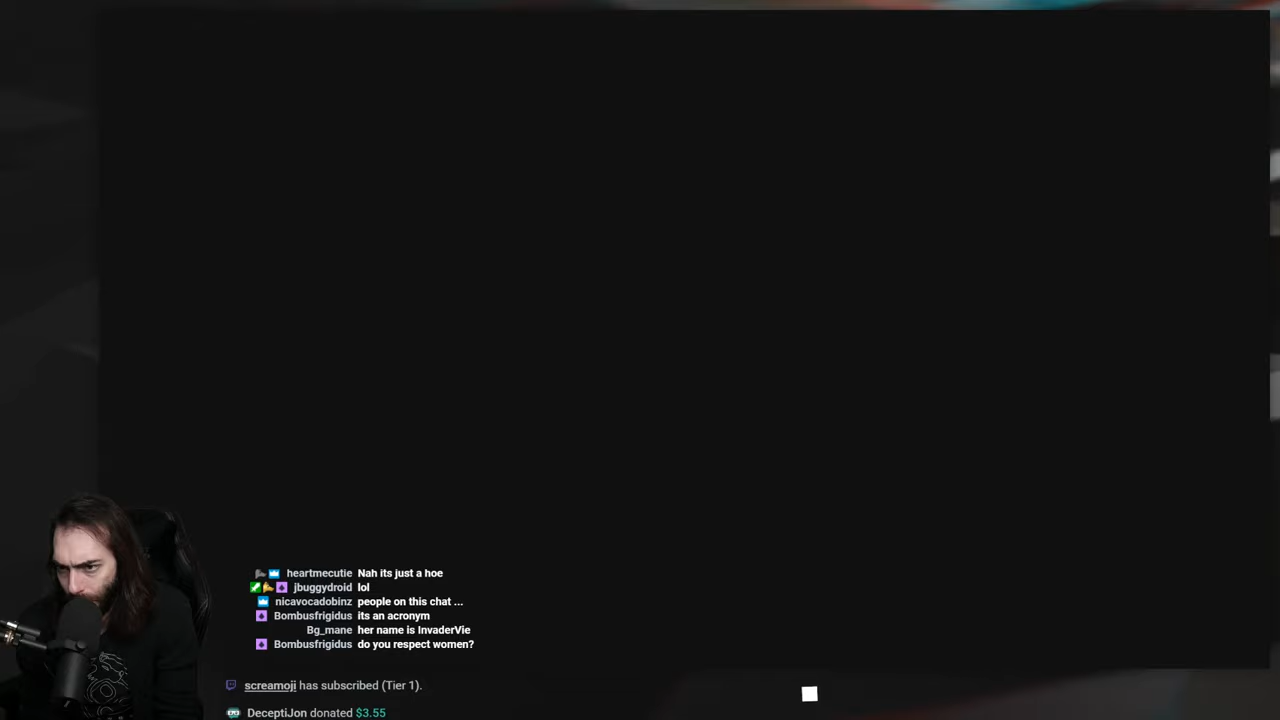 heartmecutie Nah its just a hoe
jbuggydroid lol
nicavocadobinz people on this chat ...
Bombusfrigidus its an acronym
Bg_mane her name is InvaderVie
Bombusfrigidus do you respect women?
screamoji has subscribed (Tier 1).
DeceptiJon donated $3.55